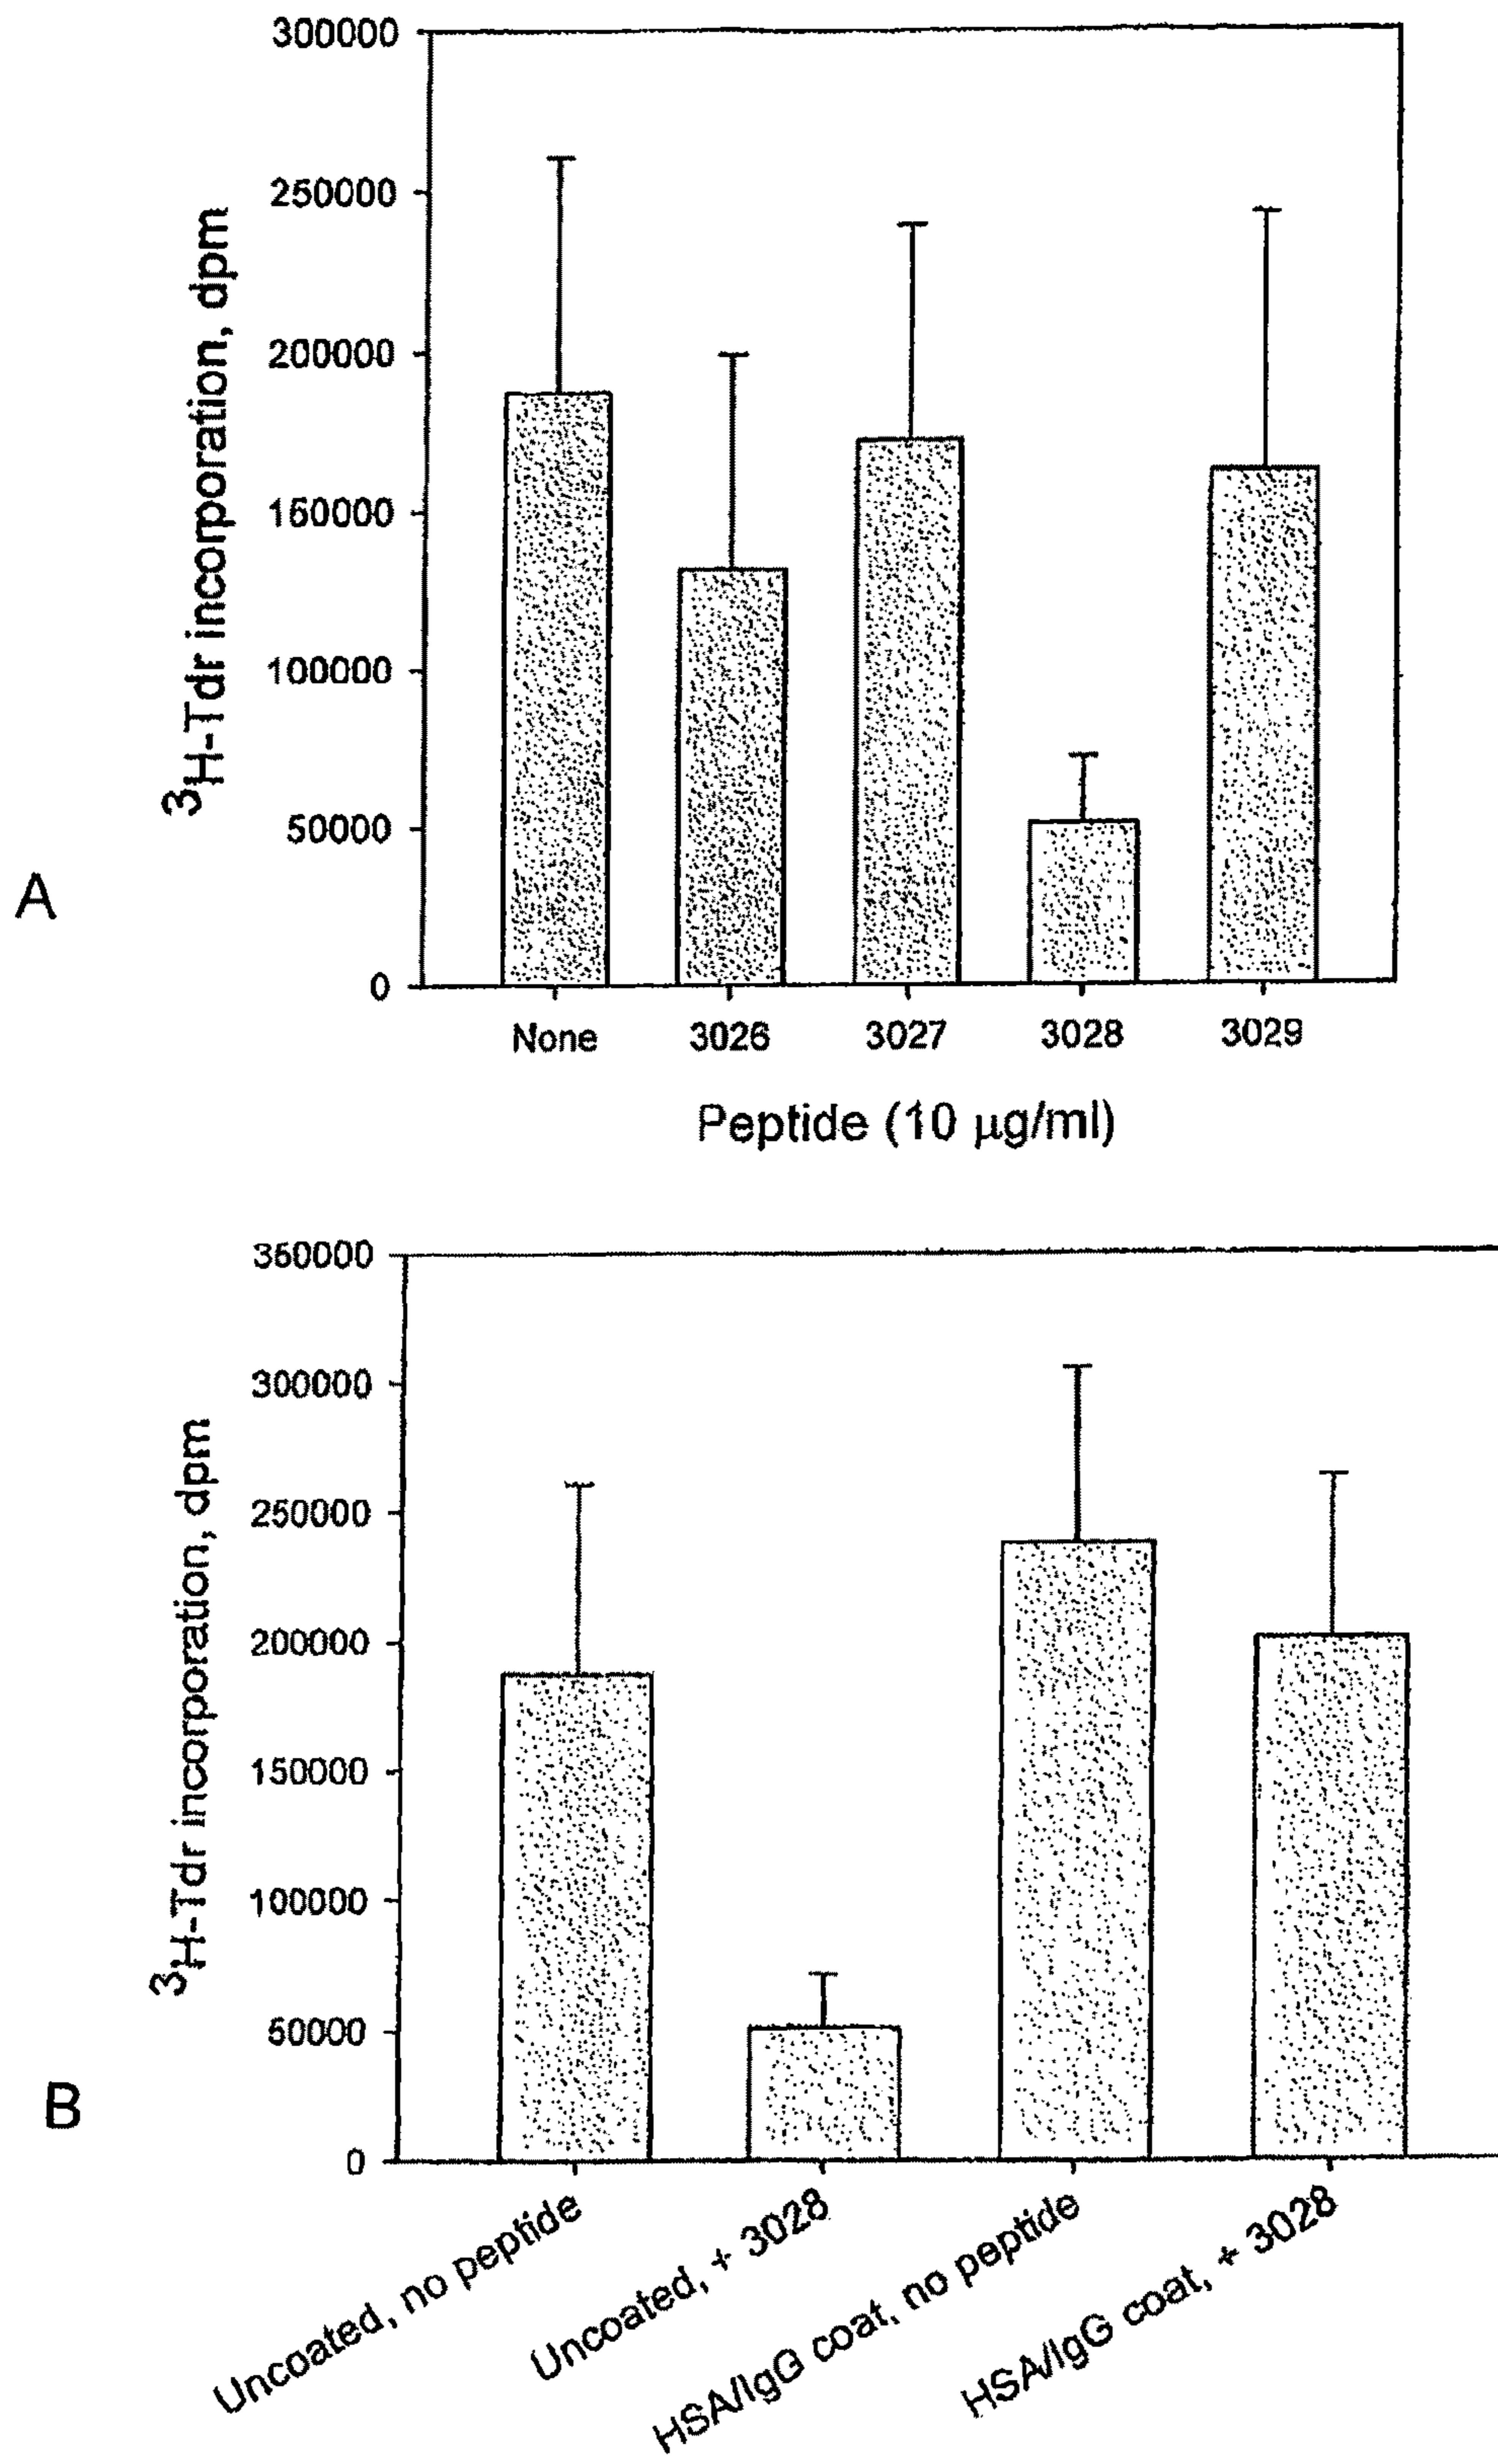 300000
250000
200000
150000
100000
50000
0
³H-Tdr incorporation, dpm
A
None 3026 3027 3028 3029
Peptide (10 µg/ml)
350000
300000
250000
200000
150000
100000
50000
0
³H-Tdr incorporation, dpm
B
Uncoated, no peptide
Uncoated, + 3028
HSA/IgG coat, no peptide
HSA/IgG coat, + 3028